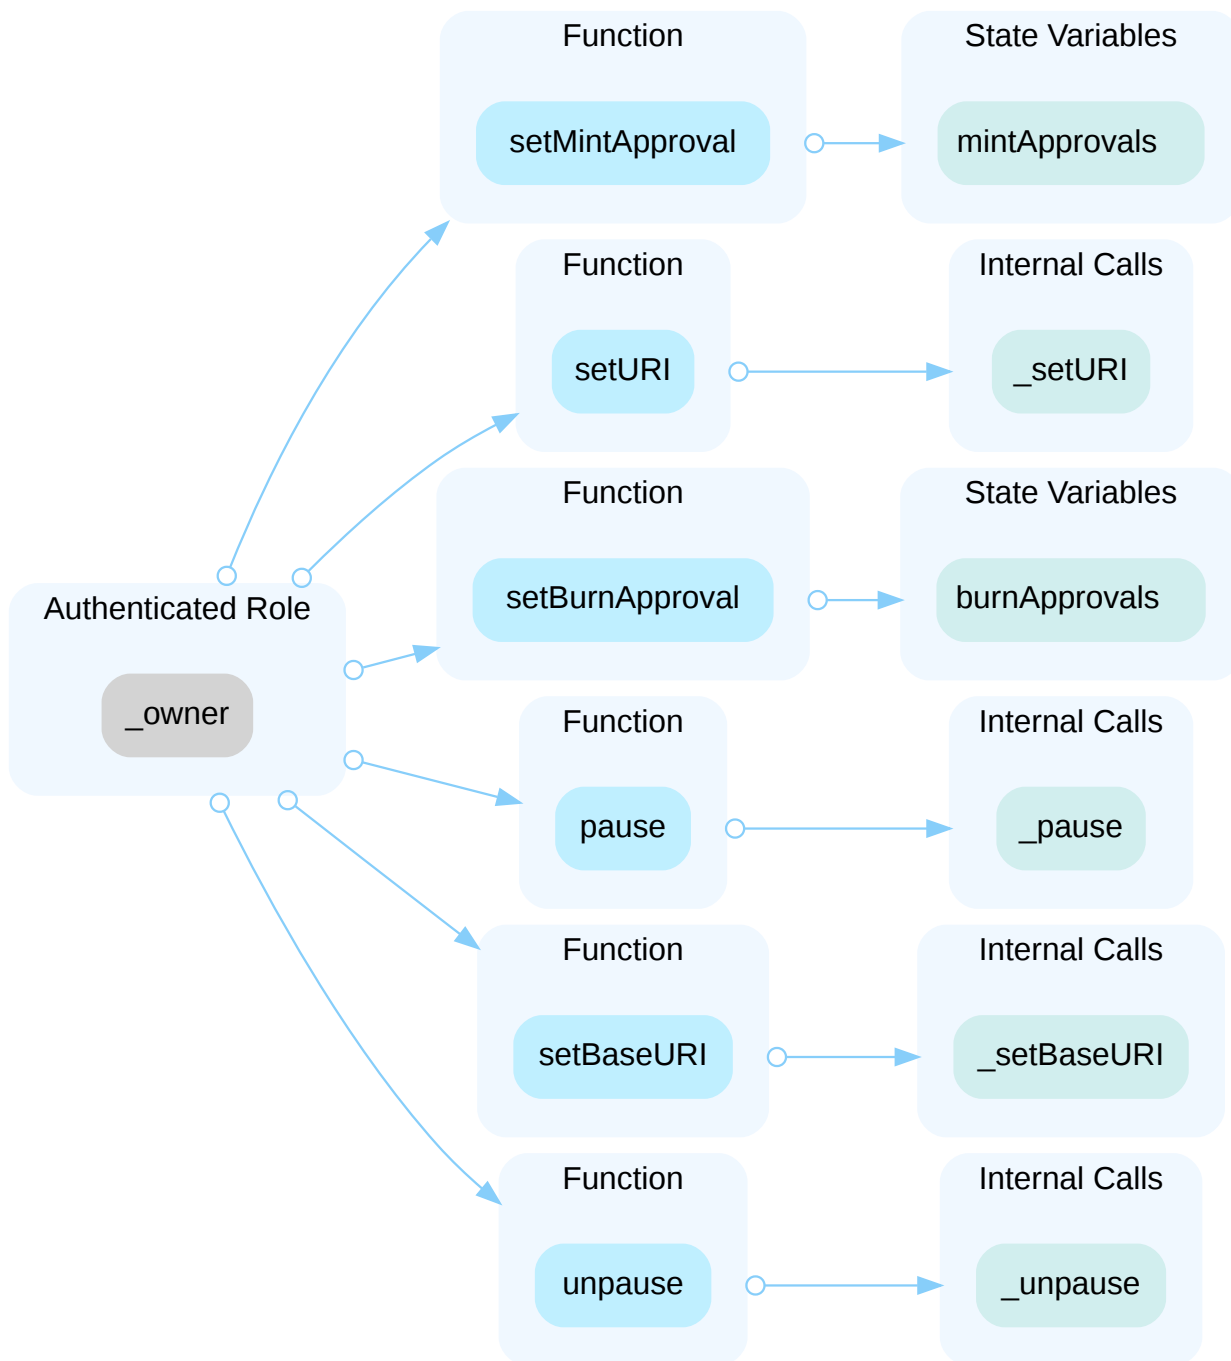 Function
State Variables
setMintApproval
mintApprovals
Function
Internal Calls
setURI
_setURI
Function
State Variables
setBurnApproval
burnApprovals
Authenticated Role
_owner
Function
Internal Calls
pause
_pause
Function
Internal Calls
setBaseURI
_setBaseURI
Function
Internal Calls
unpause
_unpause